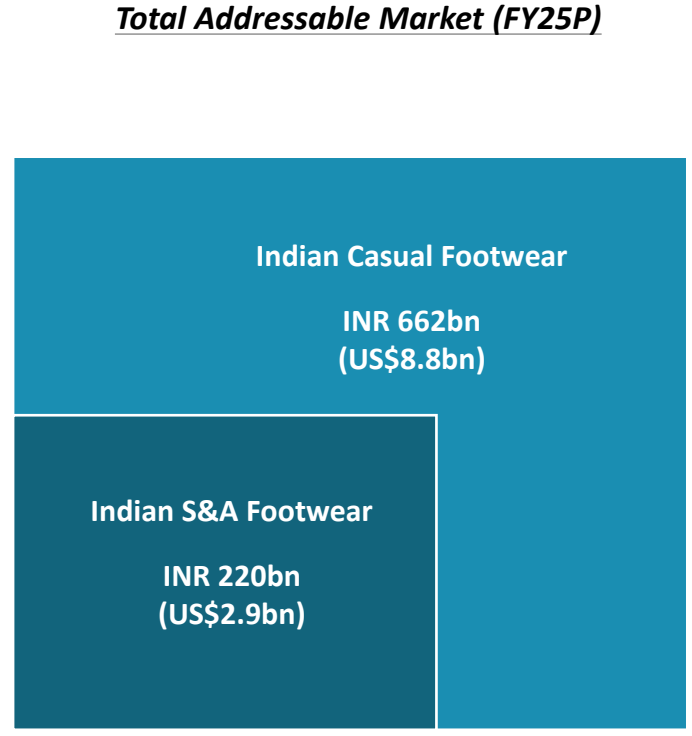 Total Addressable Market (FY25P)
Indian Casual Footwear
INR 662bn
(US$8.8bn)
Indian S&A Footwear
INR 220bn
(US$2.9bn)